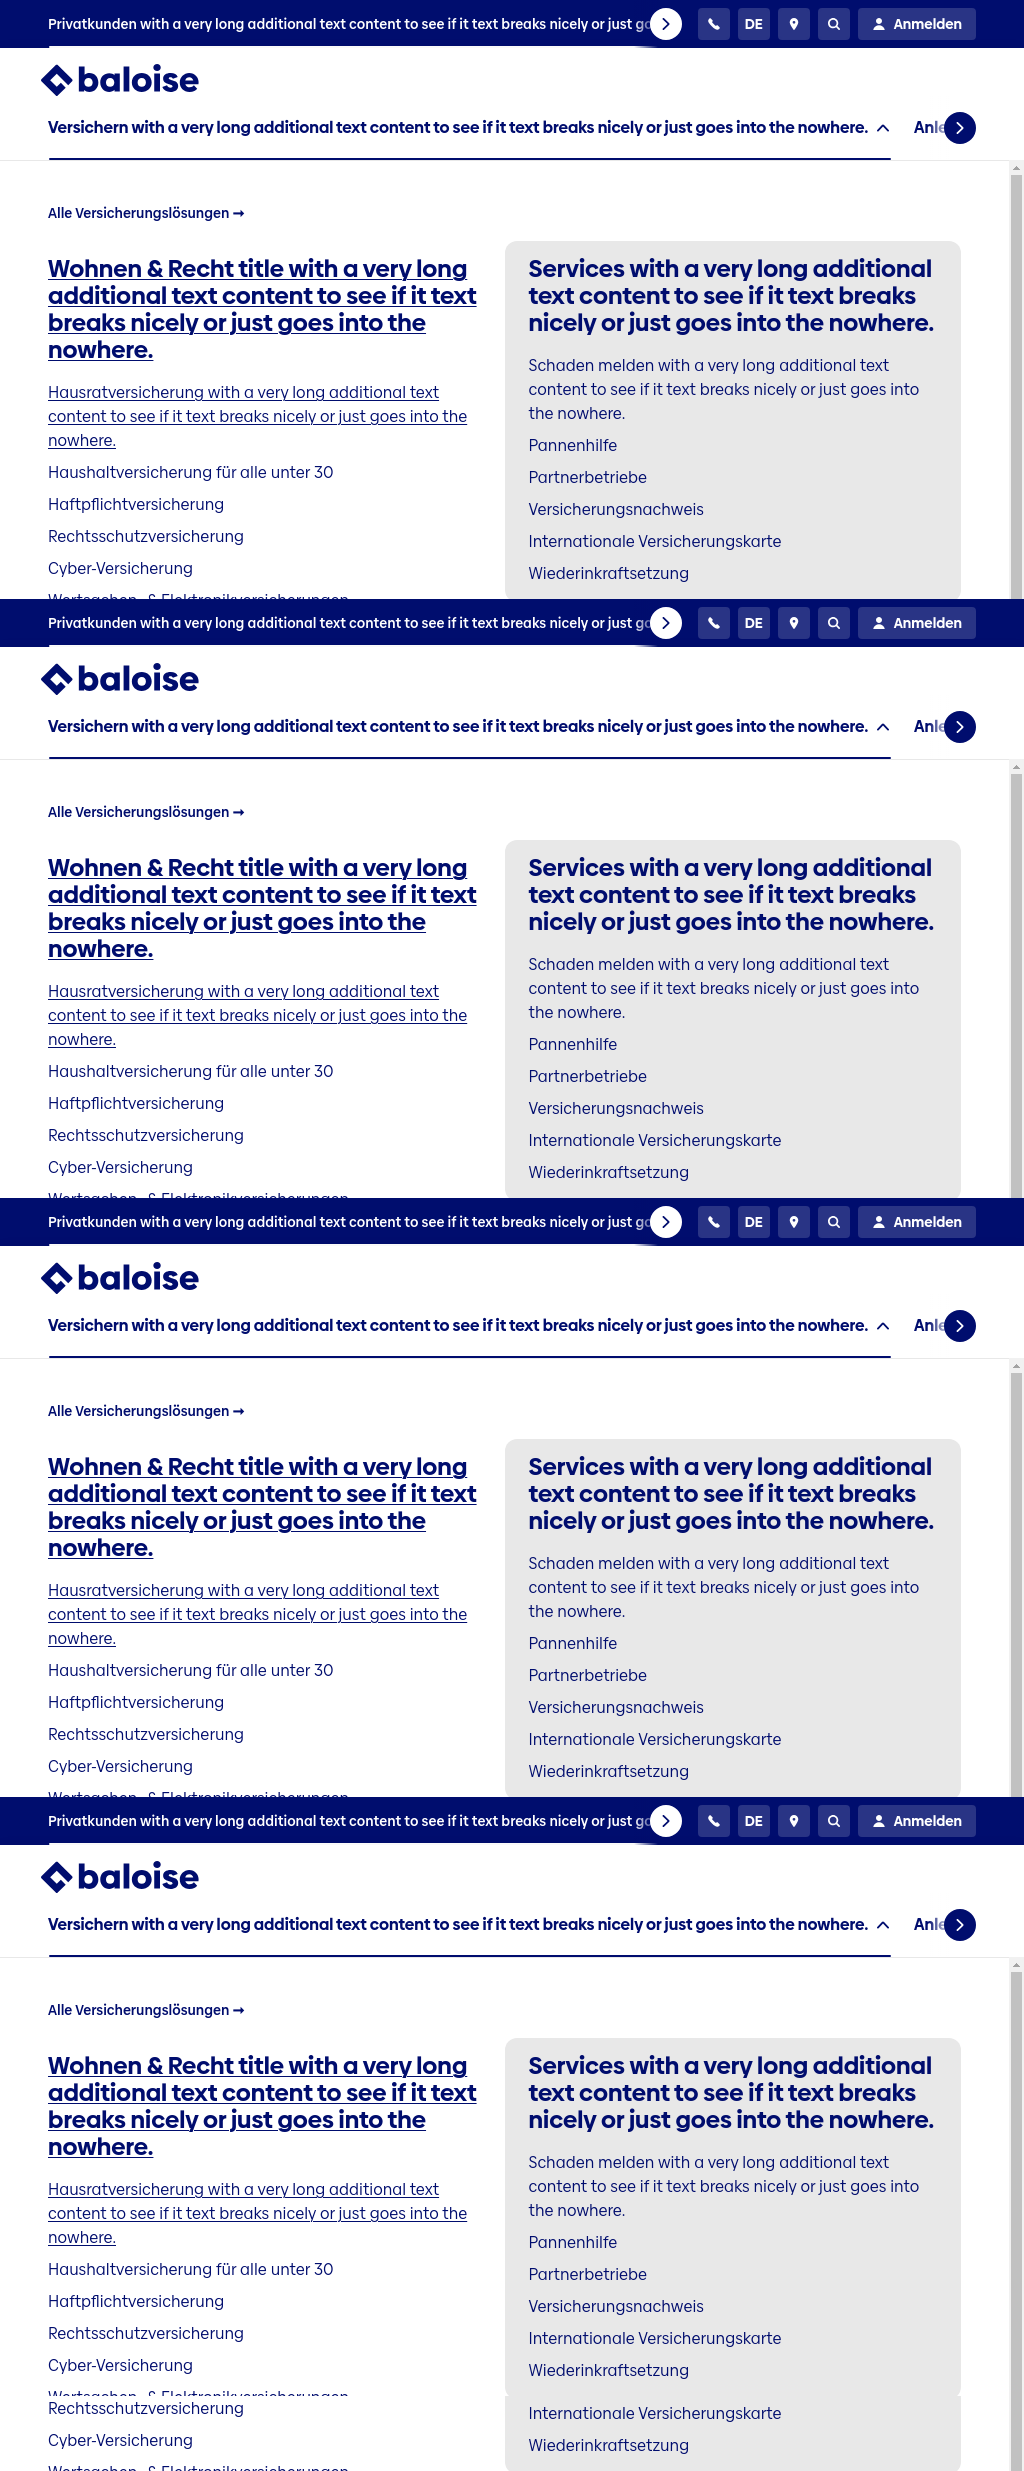 Privatkunden with a very long additional text content to see if it text breaks nicely or just go DE Anmelden
baloise
Versichern with a very long additional text content to see if it text breaks nicely or just goes into the nowhere. Anle
Alle Versicherungslösungen →
Wohnen & Recht title with a very long
additional text content to see if it text
breaks nicely or just goes into the
nowhere.
Hausratversicherung with a very long additional text
content to see if it text breaks nicely or just goes into the
nowhere.
Haushaltversicherung für alle unter 30
Haftpflichtversicherung
Rechtsschutzversicherung
Cyber-Versicherung
Wertsachen- & Elektronikversicherungen
Services with a very long additional
text content to see if it text breaks
nicely or just goes into the nowhere.
Schaden melden with a very long additional text
content to see if it text breaks nicely or just goes into
the nowhere.
Pannenhilfe
Partnerbetriebe
Versicherungsnachweis
Internationale Versicherungskarte
Wiederinkraftsetzung
Privatkunden with a very long additional text content to see if it text breaks nicely or just go DE Anmelden
baloise
Versichern with a very long additional text content to see if it text breaks nicely or just goes into the nowhere. Anle
Alle Versicherungslösungen →
Wohnen & Recht title with a very long
additional text content to see if it text
breaks nicely or just goes into the
nowhere.
Hausratversicherung with a very long additional text
content to see if it text breaks nicely or just goes into the
nowhere.
Haushaltversicherung für alle unter 30
Haftpflichtversicherung
Rechtsschutzversicherung
Cyber-Versicherung
Wertsachen- & Elektronikversicherungen
Services with a very long additional
text content to see if it text breaks
nicely or just goes into the nowhere.
Schaden melden with a very long additional text
content to see if it text breaks nicely or just goes into
the nowhere.
Pannenhilfe
Partnerbetriebe
Versicherungsnachweis
Internationale Versicherungskarte
Wiederinkraftsetzung
Privatkunden with a very long additional text content to see if it text breaks nicely or just go DE Anmelden
baloise
Versichern with a very long additional text content to see if it text breaks nicely or just goes into the nowhere. Anle
Alle Versicherungslösungen →
Wohnen & Recht title with a very long
additional text content to see if it text
breaks nicely or just goes into the
nowhere.
Hausratversicherung with a very long additional text
content to see if it text breaks nicely or just goes into the
nowhere.
Haushaltversicherung für alle unter 30
Haftpflichtversicherung
Rechtsschutzversicherung
Cyber-Versicherung
Wertsachen- & Elektronikversicherungen
Services with a very long additional
text content to see if it text breaks
nicely or just goes into the nowhere.
Schaden melden with a very long additional text
content to see if it text breaks nicely or just goes into
the nowhere.
Pannenhilfe
Partnerbetriebe
Versicherungsnachweis
Internationale Versicherungskarte
Wiederinkraftsetzung
Privatkunden with a very long additional text content to see if it text breaks nicely or just go DE Anmelden
baloise
Versichern with a very long additional text content to see if it text breaks nicely or just goes into the nowhere. Anle
Alle Versicherungslösungen →
Wohnen & Recht title with a very long
additional text content to see if it text
breaks nicely or just goes into the
nowhere.
Hausratversicherung with a very long additional text
content to see if it text breaks nicely or just goes into the
nowhere.
Haushaltversicherung für alle unter 30
Haftpflichtversicherung
Rechtsschutzversicherung
Cyber-Versicherung
Wertsachen- & Elektronikversicherungen
Services with a very long additional
text content to see if it text breaks
nicely or just goes into the nowhere.
Schaden melden with a very long additional text
content to see if it text breaks nicely or just goes into
the nowhere.
Pannenhilfe
Partnerbetriebe
Versicherungsnachweis
Internationale Versicherungskarte
Wiederinkraftsetzung
Rechtsschutzversicherung
Cyber-Versicherung
Wertsachen- & Elektronikversicherungen
Internationale Versicherungskarte
Wiederinkraftsetzung